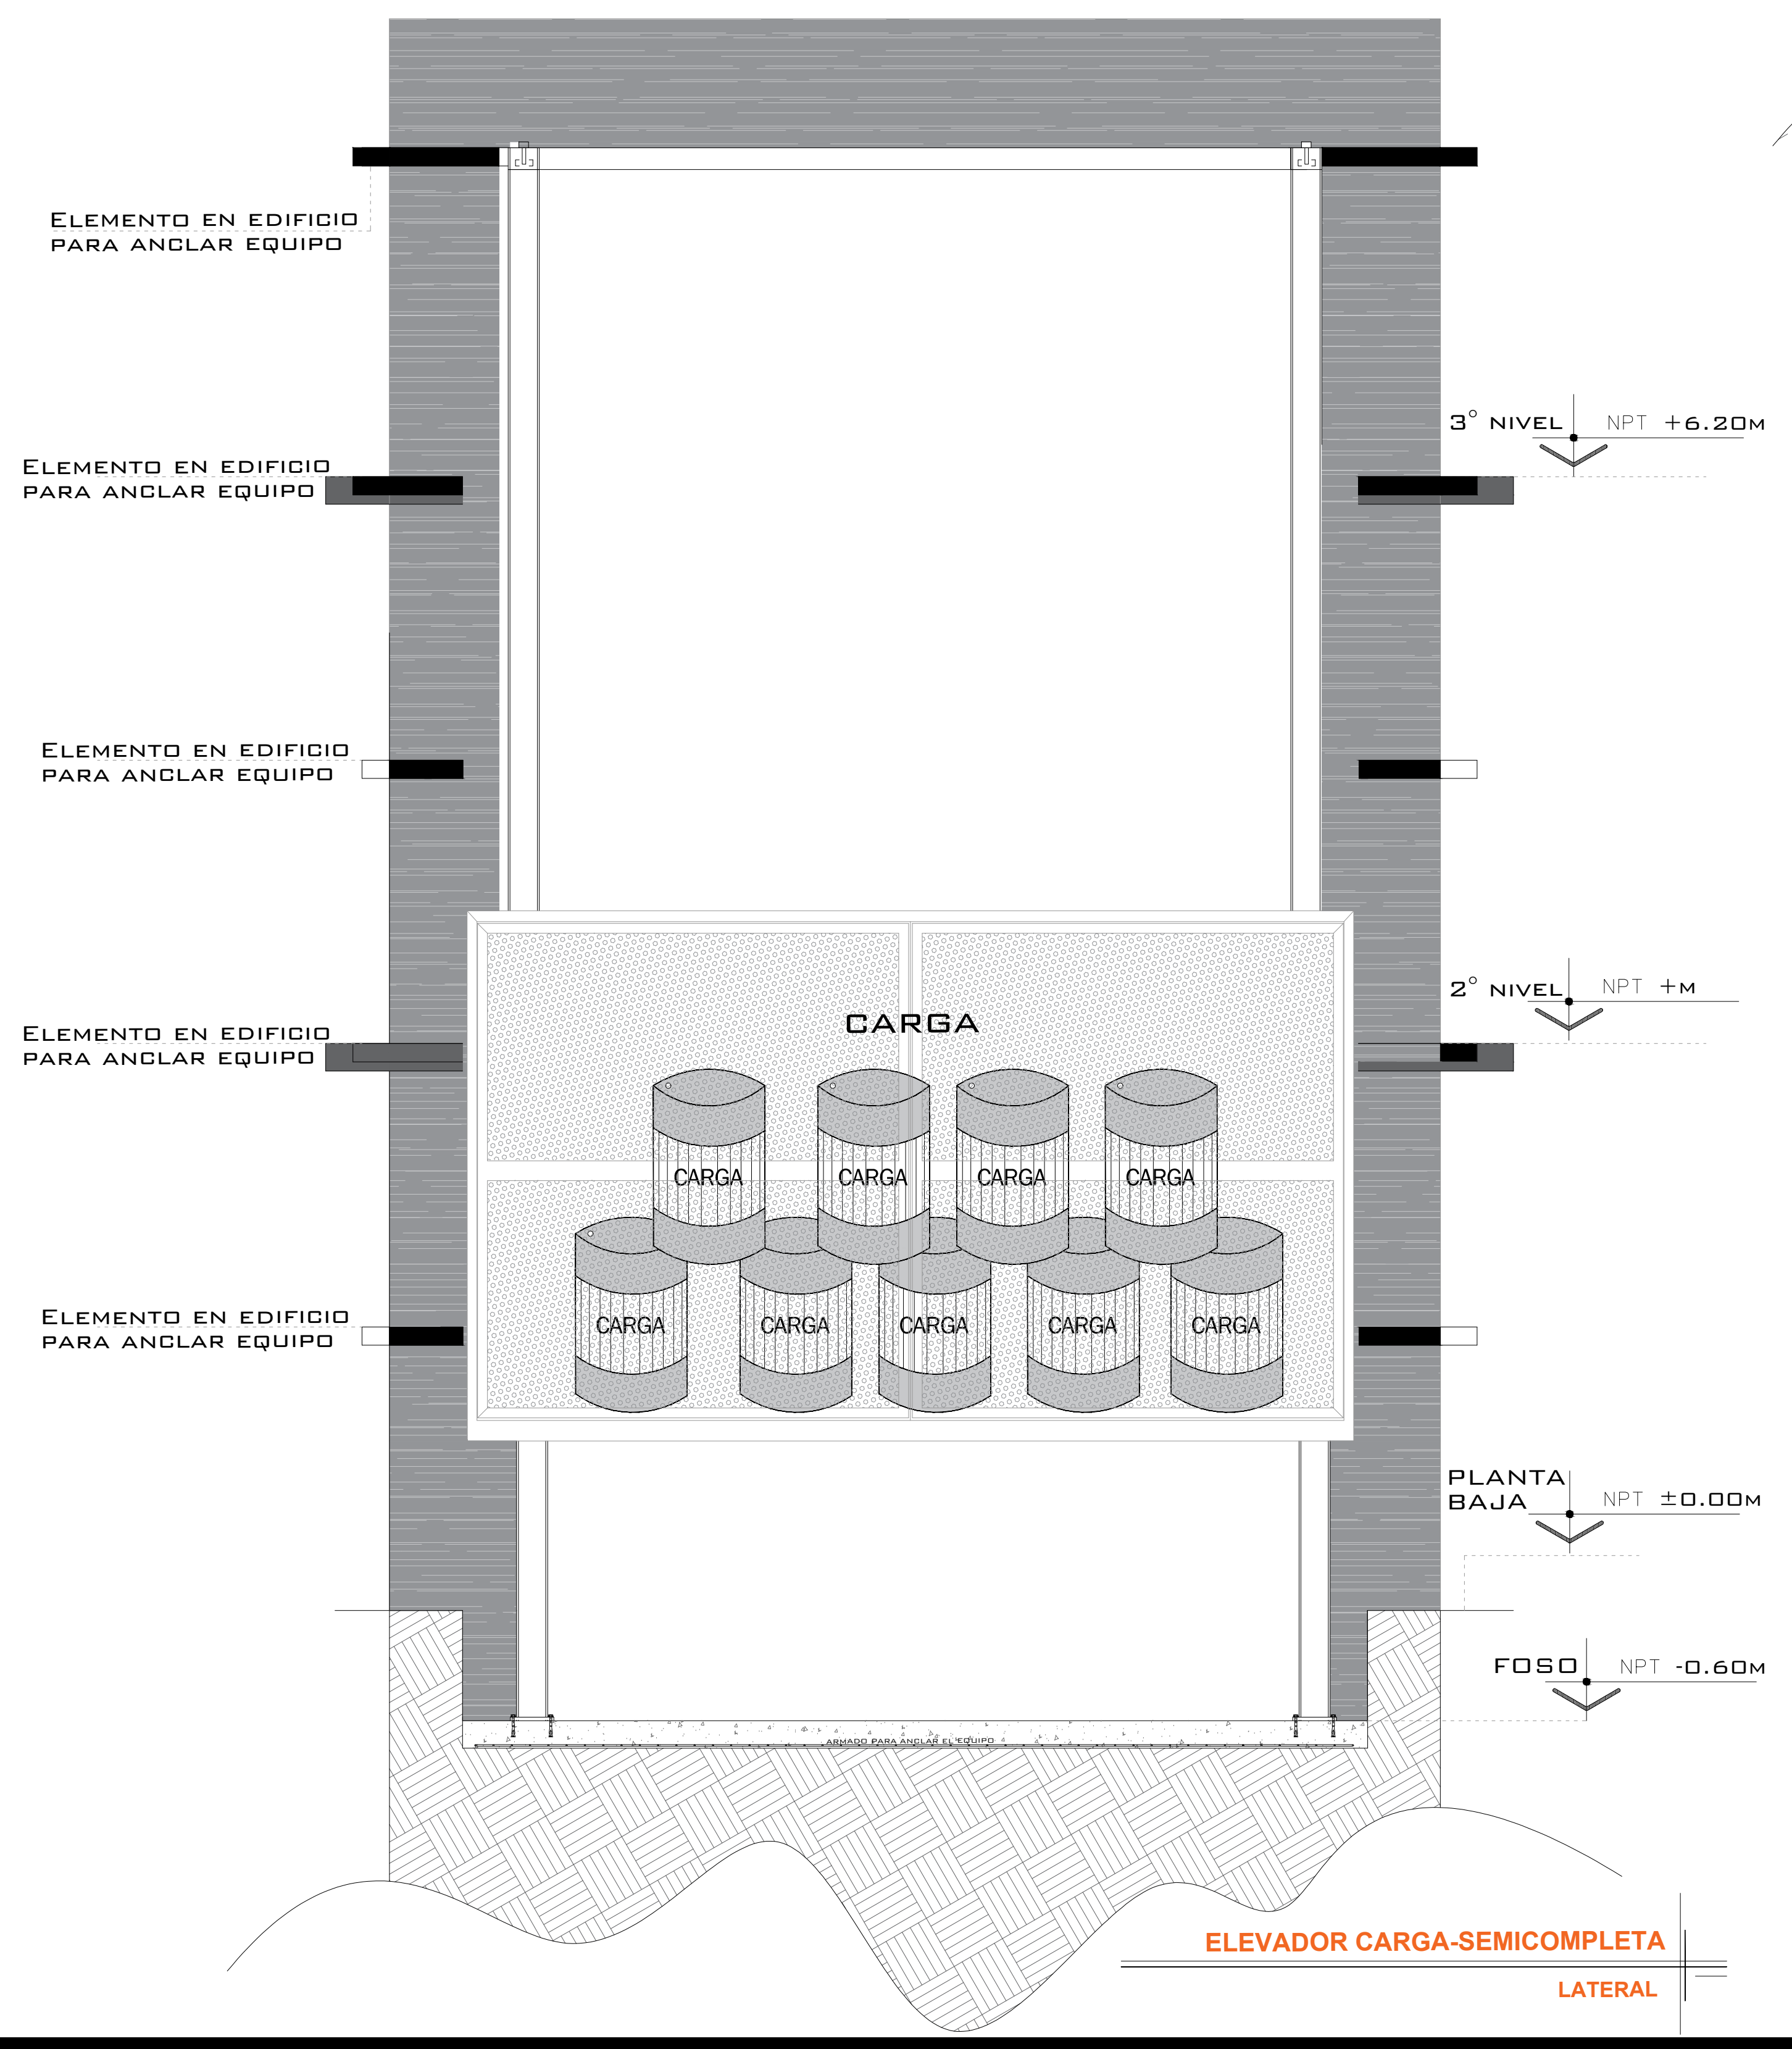 Elemento en edificio
para anclar equipo
3° nivel NPT +6.20m
Elemento en edificio
para anclar equipo
Elemento en edificio
para anclar equipo
2° nivel NPT +m
Elemento en edificio
para anclar equipo
CARGA
CARGA CARGA CARGA CARGA
CARGA CARGA CARGA CARGA CARGA
Elemento en edificio
para anclar equipo
PLANTA
BAJA NPT ±0.00m
FOSO NPT -0.60m
ARMADO PARA ANCLAR EL EQUIPO
ELEVADOR CARGA-SEMICOMPLETA
LATERAL